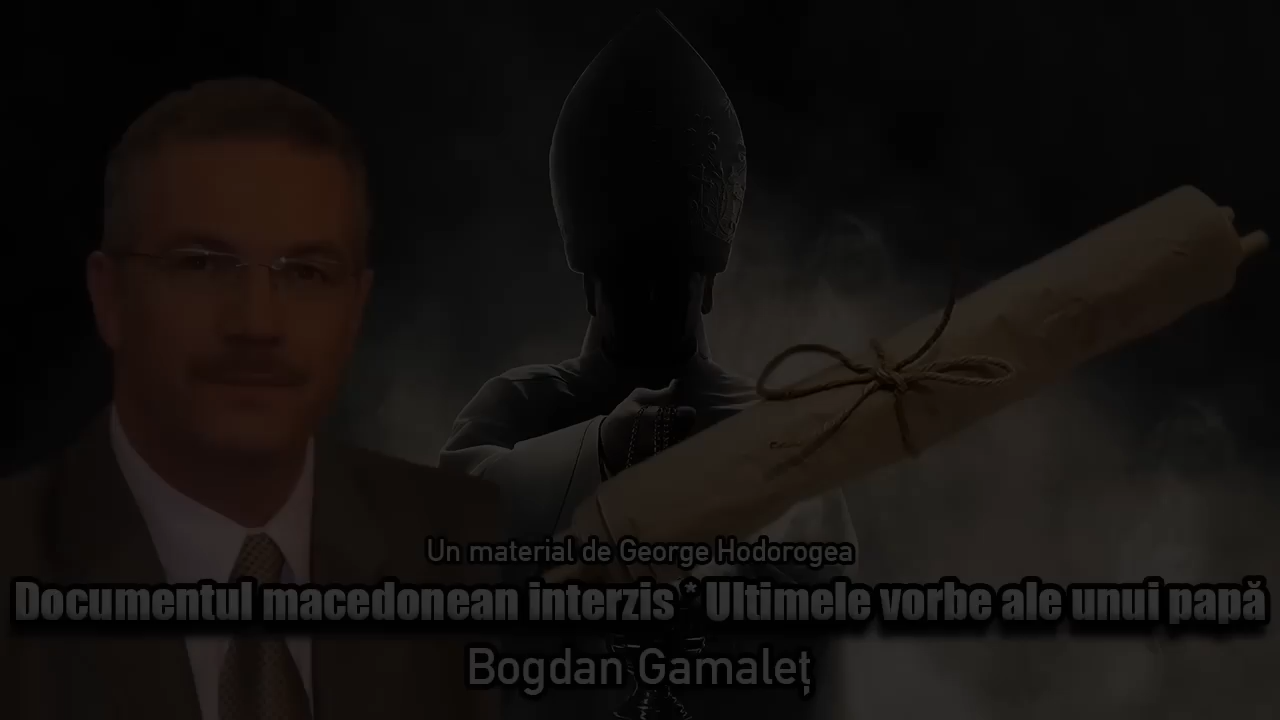 Un material de George Hodorogea
Documentul macedonean interzis * Ultimele vorbe ale unui papă
Bogdan Gamaleț